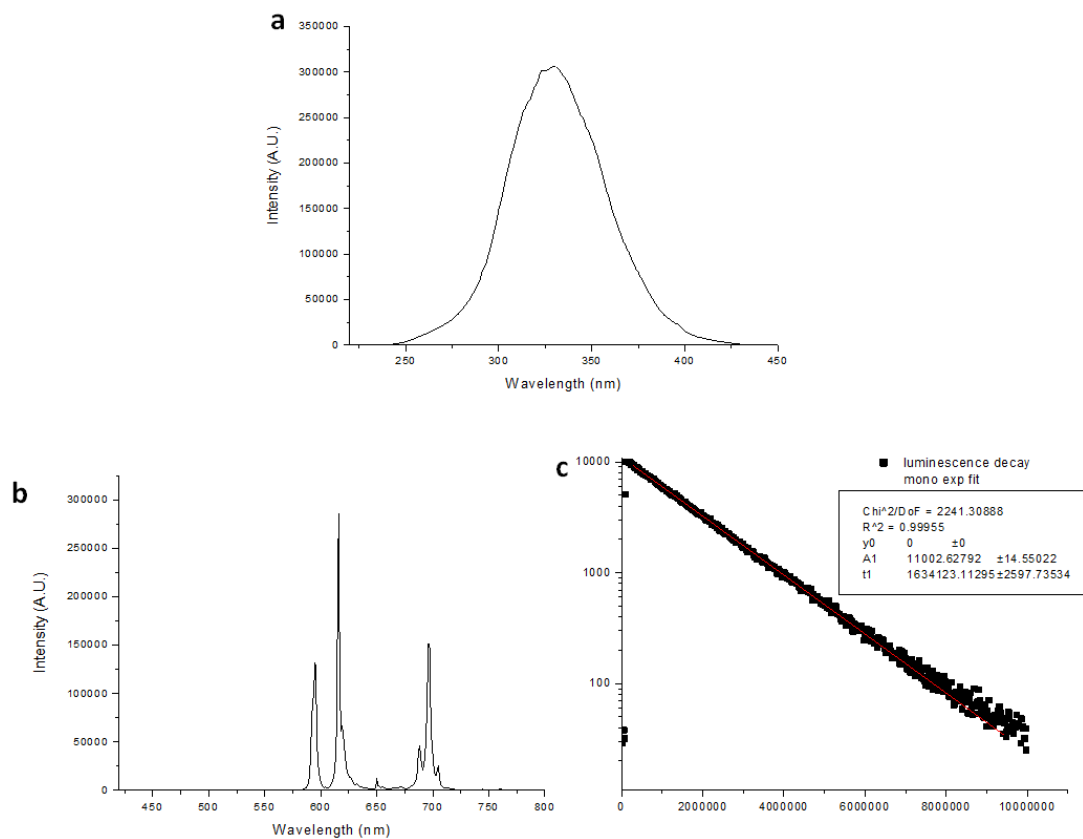 a
350000
300000
250000
200000
150000
100000
50000
0
Intensity (A.U.)
250 300 350 400 450
Wavelength (nm)
b
300000
250000
200000
150000
100000
50000
0
Intensity (A.U.)
450 500 550 600 650 700 750 800
Wavelength (nm)
c
10000
1000
100
0 2000000 4000000 6000000 8000000 10000000
luminescence decay
mono exp fit
Chi^2/DoF = 2241.30888
R^2 = 0.99955
y0 0 ±0
A1 11002.62792 ±14.55022
t1 1634123.11295±2597.73534